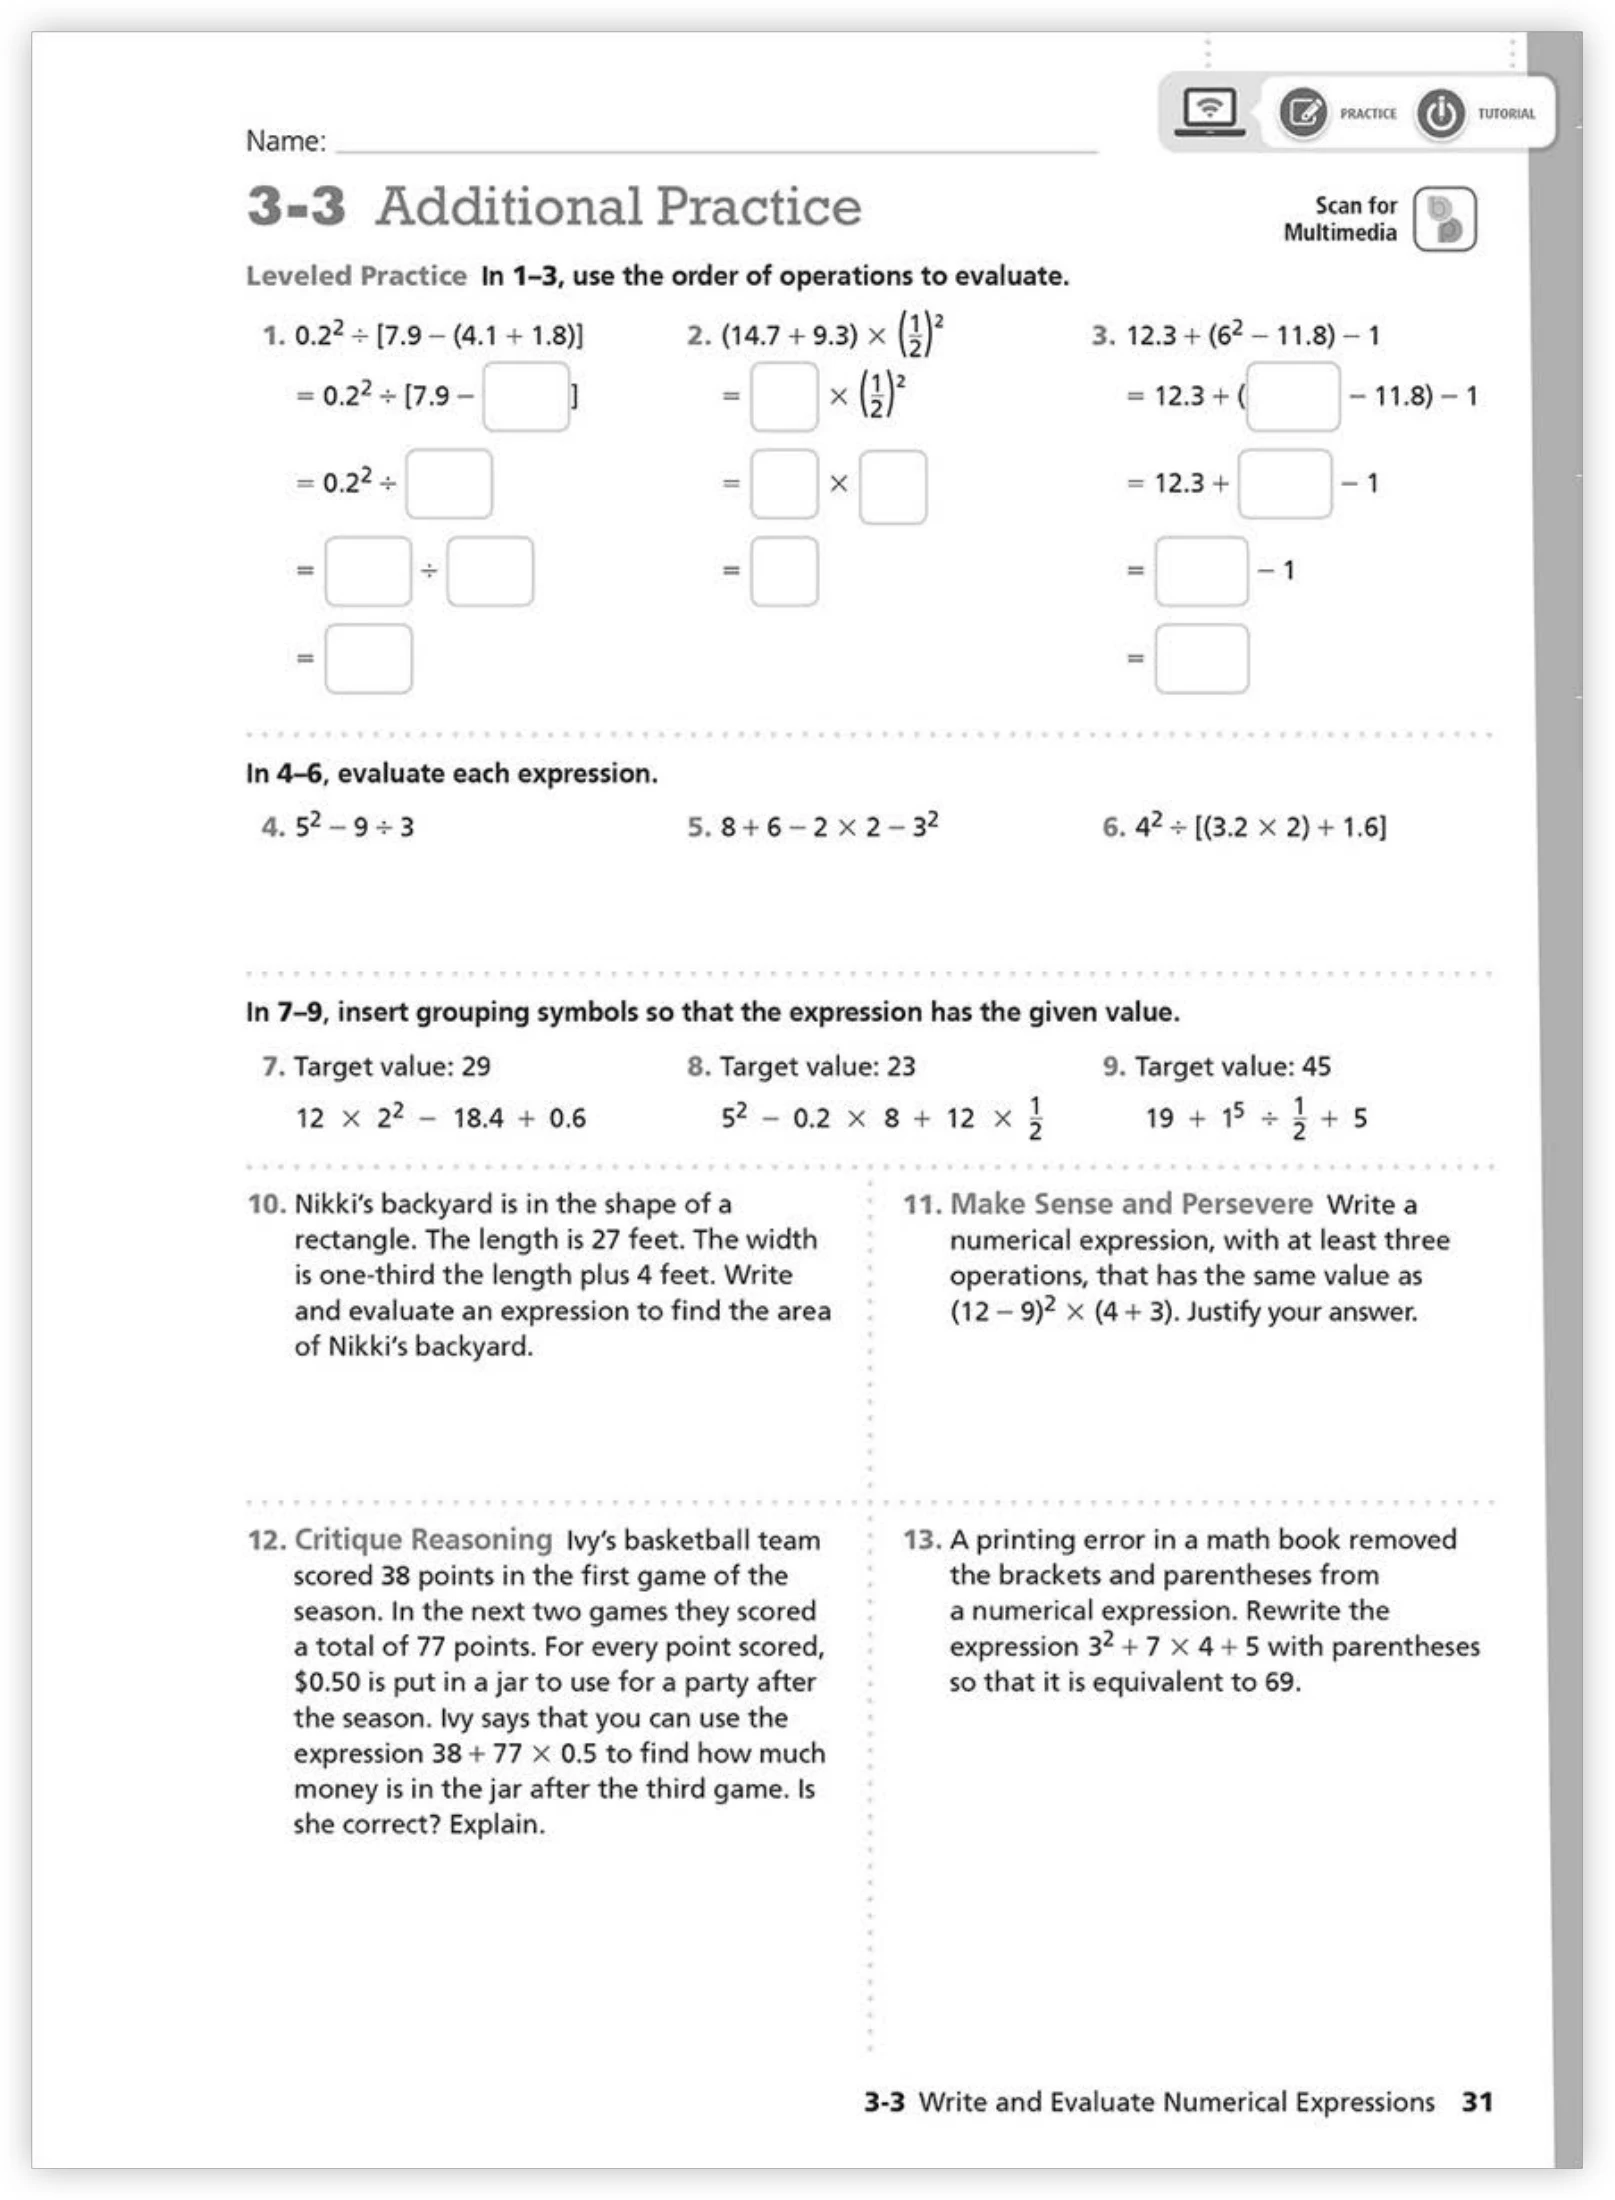 PRACTICE TUTORIAL
Name:
3-3 Additional Practice
Scan for
Multimedia
Leveled Practice In 1–3, use the order of operations to evaluate.
1. 0.2² ÷ [7.9 – (4.1 + 1.8)]
= 0.2² ÷ [7.9 – ]
= 0.2² ÷
= ÷
=
2. (14.7 + 9.3) × (1/2)²
= × (1/2)²
= ×
=
3. 12.3 + (6² – 11.8) – 1
= 12.3 + ( – 11.8) – 1
= 12.3 + – 1
= – 1
=
In 4–6, evaluate each expression.
4. 5² – 9 ÷ 3
5. 8 + 6 – 2 × 2 – 3²
6. 4² ÷ [(3.2 × 2) + 1.6]
In 7–9, insert grouping symbols so that the expression has the given value.
7. Target value: 29
12 × 2² – 18.4 + 0.6
8. Target value: 23
5² – 0.2 × 8 + 12 × 1/2
9. Target value: 45
19 + 1⁵ ÷ 1/2 + 5
10. Nikki's backyard is in the shape of a
rectangle. The length is 27 feet. The width
is one-third the length plus 4 feet. Write
and evaluate an expression to find the area
of Nikki's backyard.
11. Make Sense and Persevere Write a
numerical expression, with at least three
operations, that has the same value as
(12 – 9)² × (4 + 3). Justify your answer.
12. Critique Reasoning Ivy's basketball team
scored 38 points in the first game of the
season. In the next two games they scored
a total of 77 points. For every point scored,
$0.50 is put in a jar to use for a party after
the season. Ivy says that you can use the
expression 38 + 77 × 0.5 to find how much
money is in the jar after the third game. Is
she correct? Explain.
13. A printing error in a math book removed
the brackets and parentheses from
a numerical expression. Rewrite the
expression 3² + 7 × 4 + 5 with parentheses
so that it is equivalent to 69.
3-3 Write and Evaluate Numerical Expressions 31